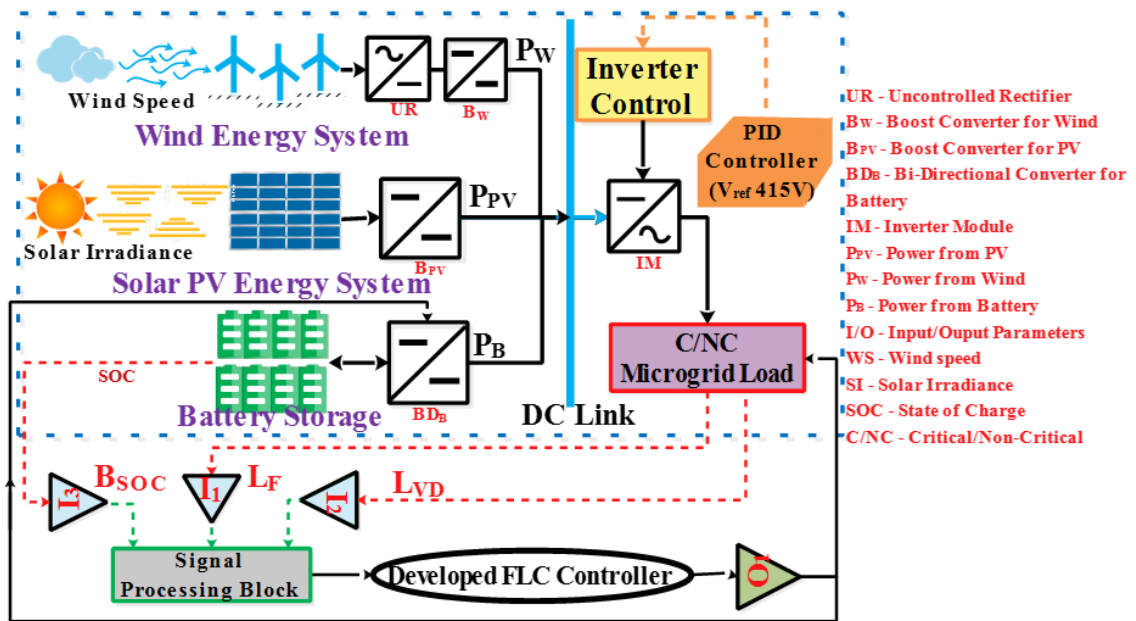 Wind Speed
Wind Energy System
UR
BW
PW
Solar Irradiance
Solar PV Energy System
BPV
PPV
SOC
Battery Storage
BDB
PB
DC Link
Inverter
Control
PID
Controller
(Vref 415V)
IM
C/NC
Microgrid Load
UR - Uncontrolled Rectifier
BW - Boost Converter for Wind
BPV - Boost Converter for PV
BDB - Bi-Directional Converter for
Battery
IM - Inverter Module
PPV - Power from PV
PW - Power from Wind
PB - Power from Battery
I/O - Input/Ouput Parameters
WS - Wind speed
SI - Solar Irradiance
SOC - State of Charge
C/NC - Critical/Non-Critical
I3
BSOC
I1
LF
I2
LVD
Signal
Processing Block
Developed FLC Controller
O1